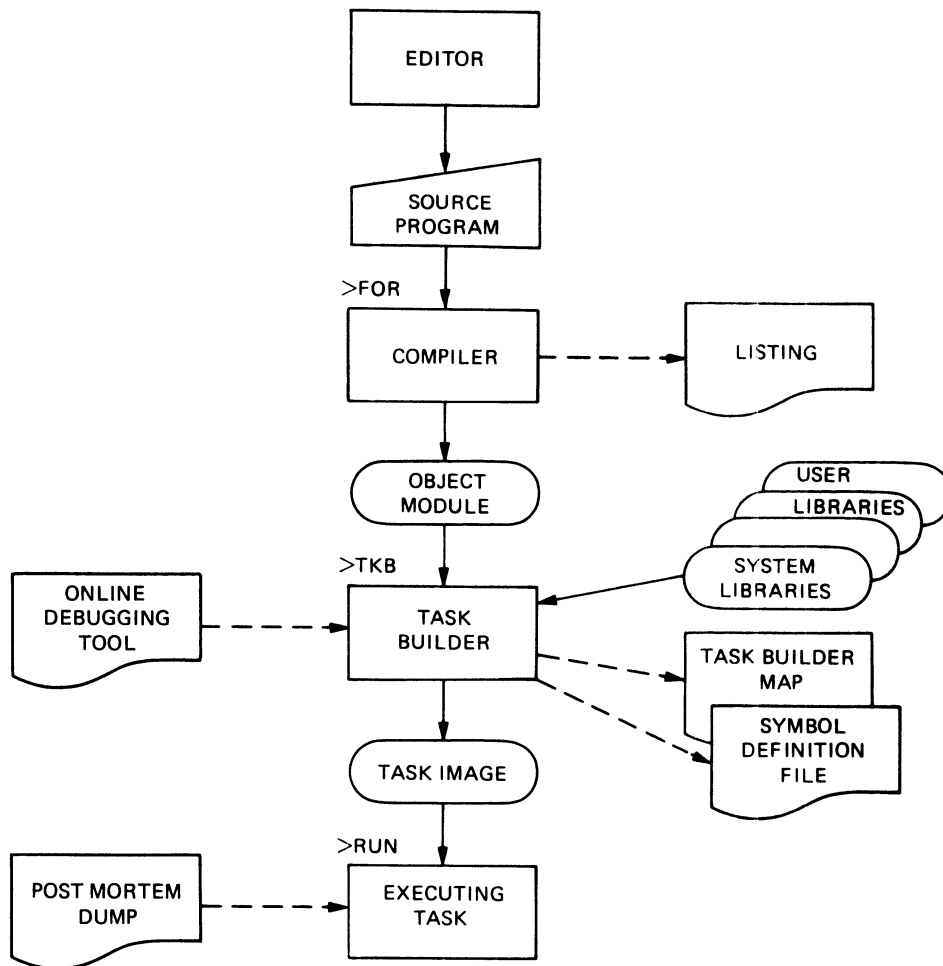 EDITOR
SOURCE
PROGRAM
>FOR
COMPILER
LISTING
OBJECT
MODULE
USER
LIBRARIES
SYSTEM
LIBRARIES
>TKB
ONLINE
DEBUGGING
TOOL
TASK
BUILDER
TASK BUILDER
MAP
SYMBOL
DEFINITION
FILE
TASK IMAGE
>RUN
POST MORTEM
DUMP
EXECUTING
TASK